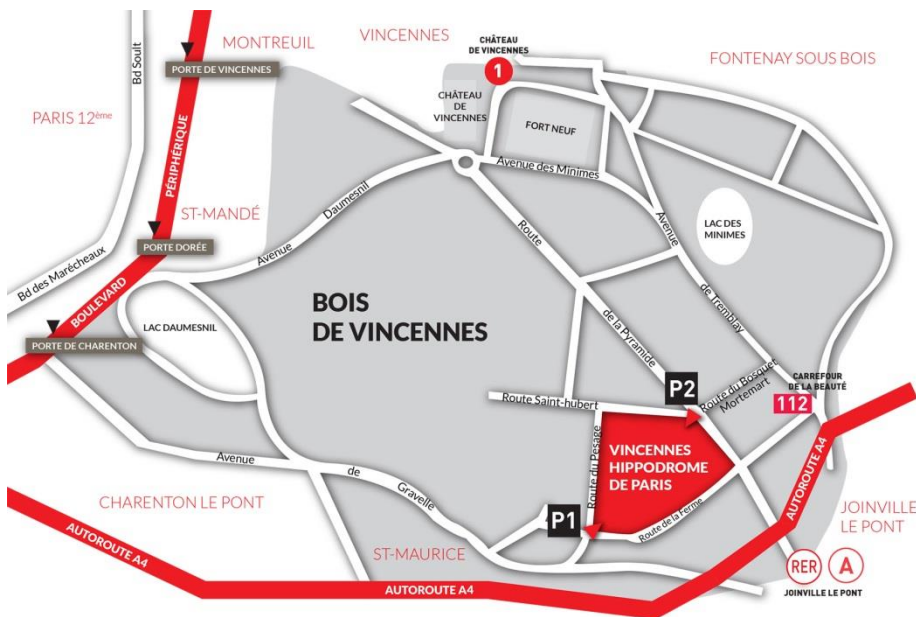 Bd Soult
MONTREUIL
VINCENNES
CHÂTEAU
DE VINCENNES
1
FONTENAY SOUS BOIS
PORTE DE VINCENNES
CHÂTEAU
DE
VINCENNES
FORT NEUF
PARIS 12ème
PÉRIPHÉRIQUE
Avenue des Minimes
ST-MANDÉ
Avenue Daumesnil
LAC DES
MINIMES
PORTE DORÉE
Bd des Marécheaux
BOULEVARD
Route de la Pyramide
Avenue de Tremblay
BOIS
DE VINCENNES
LAC DAUMESNIL
PORTE DE CHARENTON
P2
Route du Bosquet
Mortemart
CARREFOUR
DE LA BEAUTÉ
112
Route Saint-hubert
VINCENNES
HIPPODROME
DE PARIS
Route du Pesage
Avenue de Gravelle
CHARENTON LE PONT
P1
Route de la Ferme
AUTOROUTE A4
JOINVILLE
LE PONT
AUTOROUTE A4
ST-MAURICE
AUTOROUTE A4
RER
A
JOINVILLE LE PONT